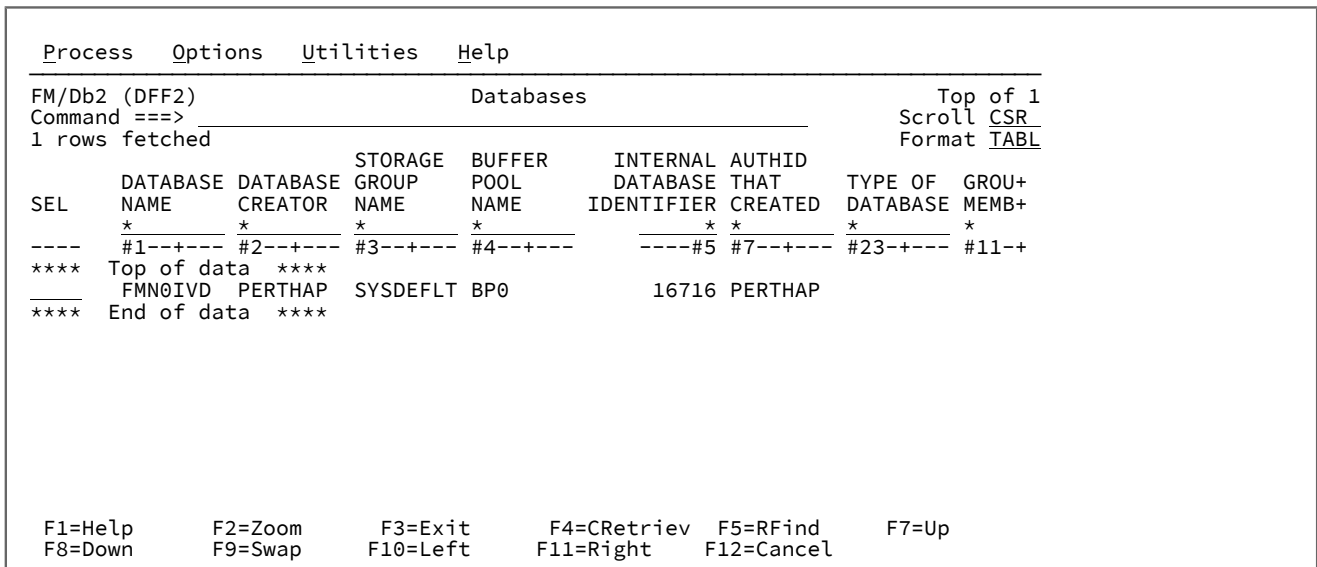 Process   Options   Utilities   Help
FM/Db2 (DFF2)                     Databases                           Top of 1
Command ===>                                                       Scroll CSR
1 rows fetched                                                     Format TABL
                         STORAGE  BUFFER     INTERNAL AUTHID
       DATABASE DATABASE GROUP    POOL       DATABASE THAT     TYPE OF  GROU+
SEL    NAME     CREATOR  NAME     NAME     IDENTIFIER CREATED  DATABASE MEMB+
       *        *        *        *                 * *        *        *
----   #1--+--- #2--+--- #3--+--- #4--+---     ----#5 #7--+--- #23-+--- #11-+
****  Top of data  ****
       FMN0IVD  PERTHAP  SYSDEFLT BP0            16716 PERTHAP
****  End of data  ****
F1=Help      F2=Zoom      F3=Exit      F4=CRetriev  F5=RFind     F7=Up
F8=Down      F9=Swap     F10=Left     F11=Right    F12=Cancel